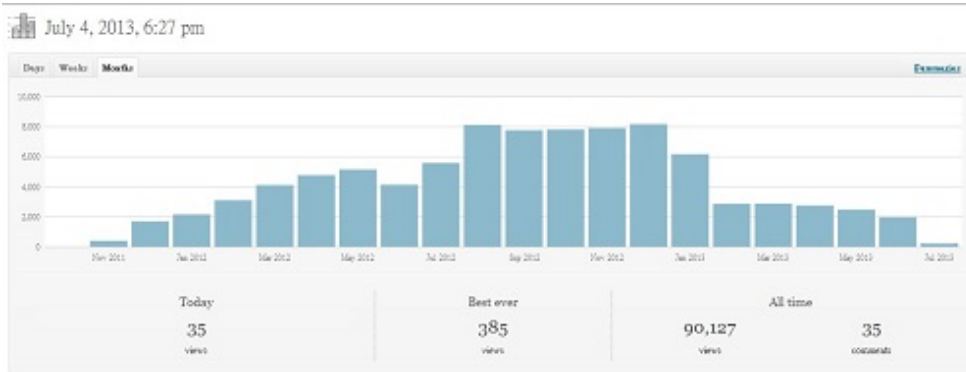 July 4, 2013, 6:27 pm
Days Weeks Months
Summaries
10,000
8,000
6,000
4,000
2,000
0
Nov 2011 Jan 2012 Mar 2012 May 2012 Jul 2012 Sep 2012 Nov 2012 Jan 2013 Mar 2013 May 2013 Jul 2013
Today Best ever All time
35 385 90,127 35
views views views comments